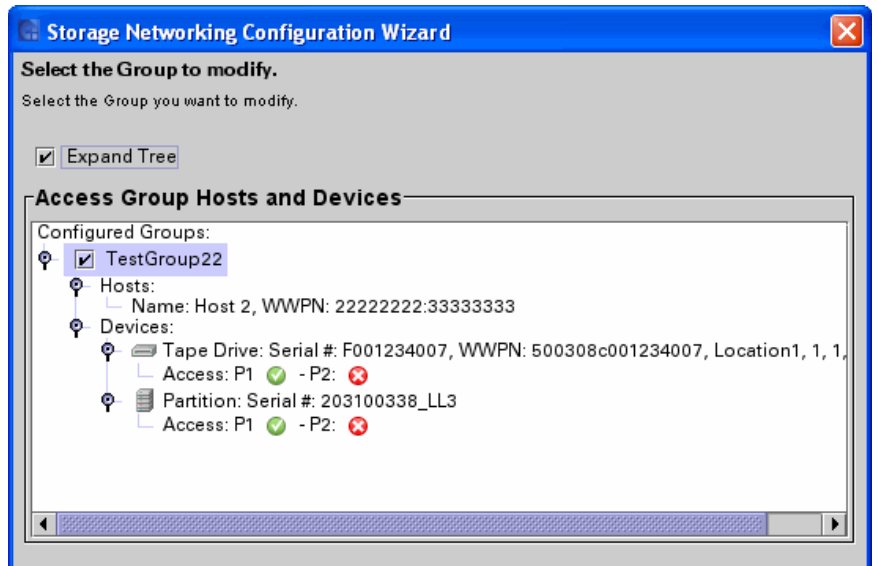 Storage Networking Configuration Wizard
Select the Group to modify.
Select the Group you want to modify.
Expand Tree
Access Group Hosts and Devices
Configured Groups:
TestGroup22
Hosts:
Name: Host 2, WWPN: 22222222:33333333
Devices:
Tape Drive: Serial #: F001234007, WWPN: 500308c001234007, Location1, 1, 1,
Access: P1 - P2:
Partition: Serial #: 203100338_LL3
Access: P1 - P2: